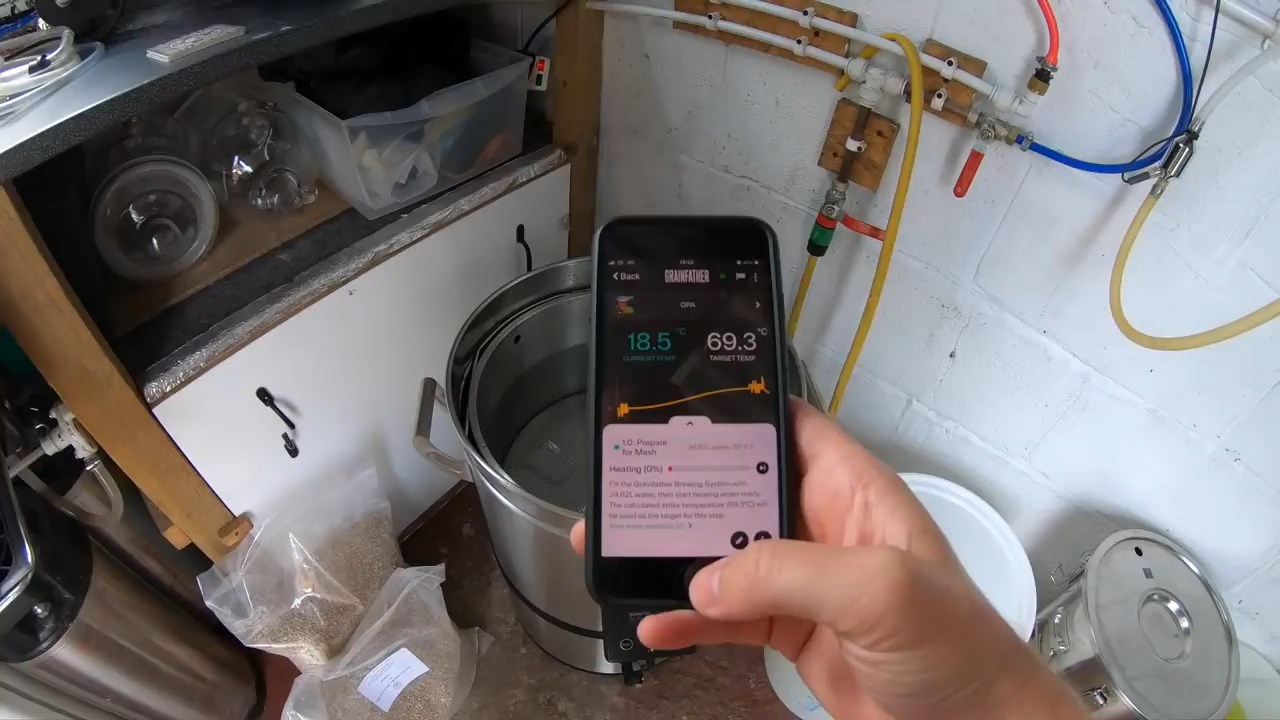 Back
GRAINFATHER
OPA
18.5 °C
CURRENT TEMP
69.3 °C
TARGET TEMP
1.0: Prepare
for Mash
Heating (0%)
Fill the Grainfather Brewing System with
34.62L water, then start heating when ready.
The calculated strike temperature (69.3°C) will
be used as the target for this step.